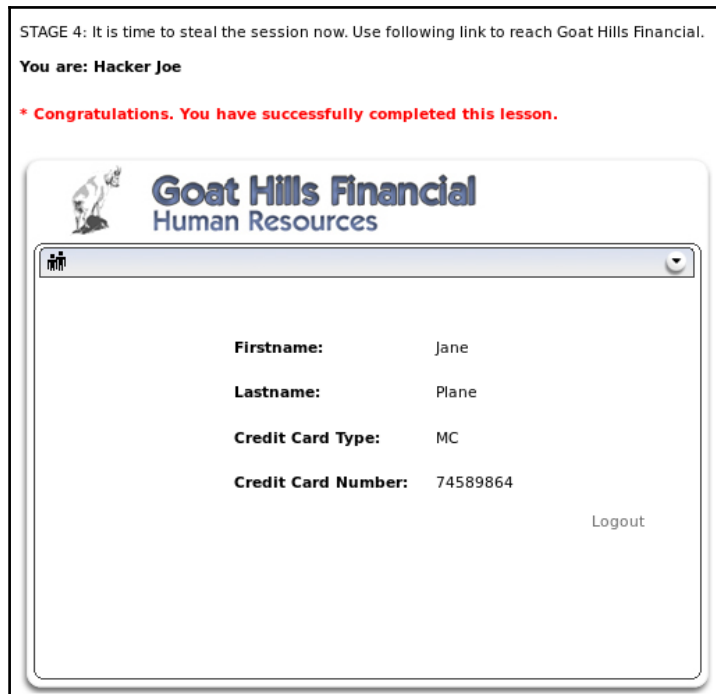 STAGE 4: It is time to steal the session now. Use following link to reach Goat Hills Financial.
You are: Hacker Joe
* Congratulations. You have successfully completed this lesson.
Goat Hills Financial
Human Resources
Firstname: Jane
Lastname: Plane
Credit Card Type: MC
Credit Card Number: 74589864
Logout